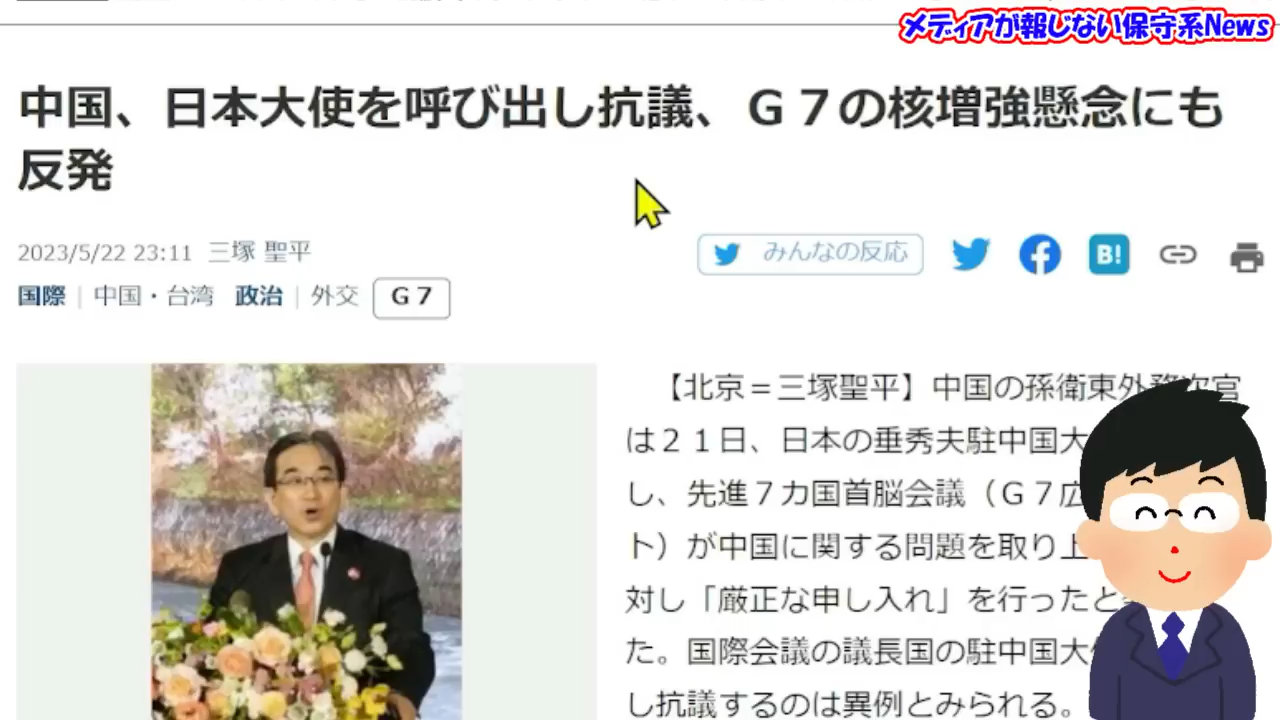 メディアが報じない保守系News
中国、日本大使を呼び出し抗議、Ｇ７の核増強懸念にも
反発
2023/5/22 23:11 三塚 聖平
みんなの反応
B!
国際 | 中国・台湾 政治 | 外交 Ｇ７
【北京＝三塚聖平】中国の孫衛東外務次官
は２１日、日本の垂秀夫駐中国大
し、先進７カ国首脳会議（Ｇ７広
ト）が中国に関する問題を取り上
対し「厳正な申し入れ」を行ったと
た。国際会議の議長国の駐中国大
し抗議するのは異例とみられる。